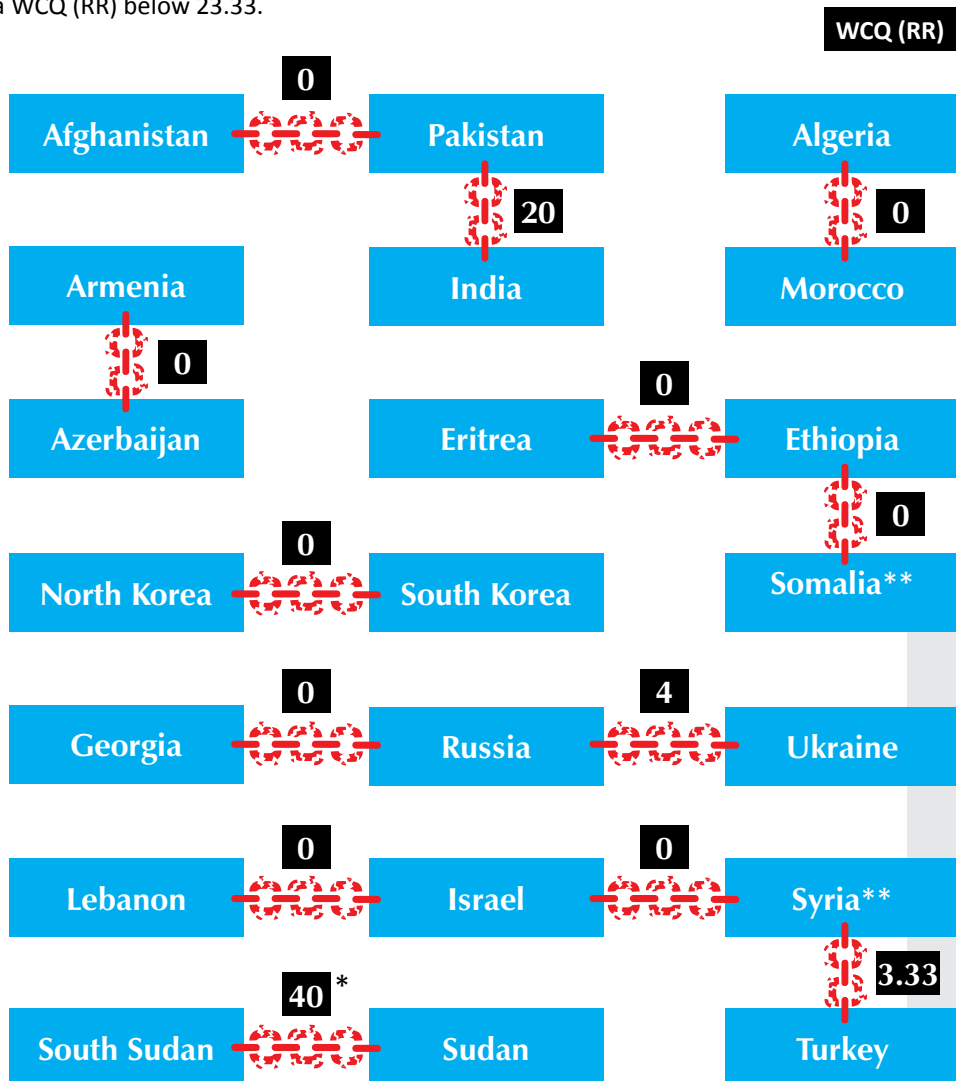 a WCQ (RR) below 23.33.
WCQ (RR)
0
Afghanistan
Pakistan
Algeria
20
0
Armenia
India
Morocco
0
0
Azerbaijan
Eritrea
Ethiopia
0
0
North Korea
South Korea
Somalia**
0
4
Georgia
Russia
Ukraine
0
0
Lebanon
Israel
Syria**
3.33
40 *
South Sudan
Sudan
Turkey